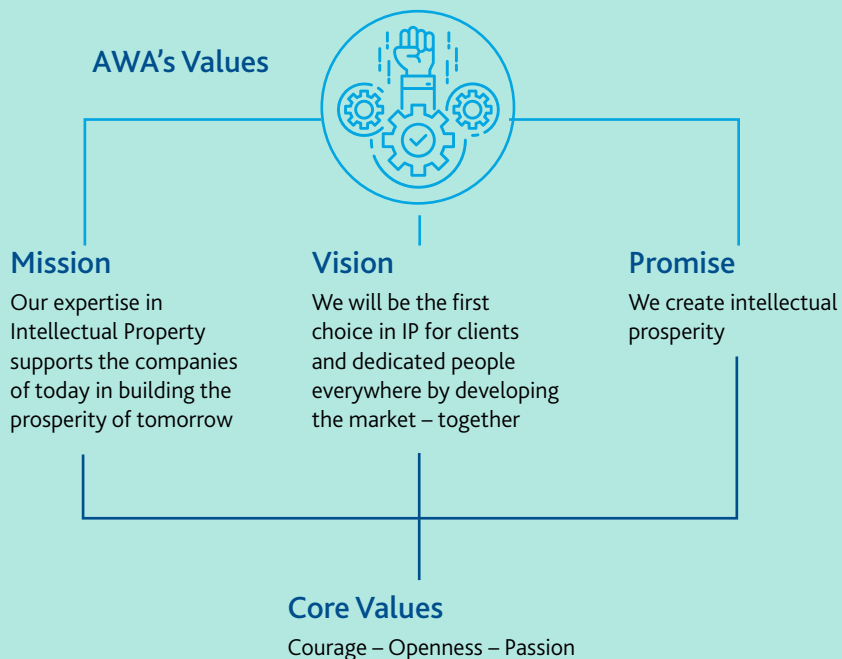 AWA's Values
Mission
Our expertise in
Intellectual Property
supports the companies
of today in building the
prosperity of tomorrow
Vision
We will be the first
choice in IP for clients
and dedicated people
everywhere by developing
the market – together
Promise
We create intellectual
prosperity
Core Values
Courage – Openness – Passion